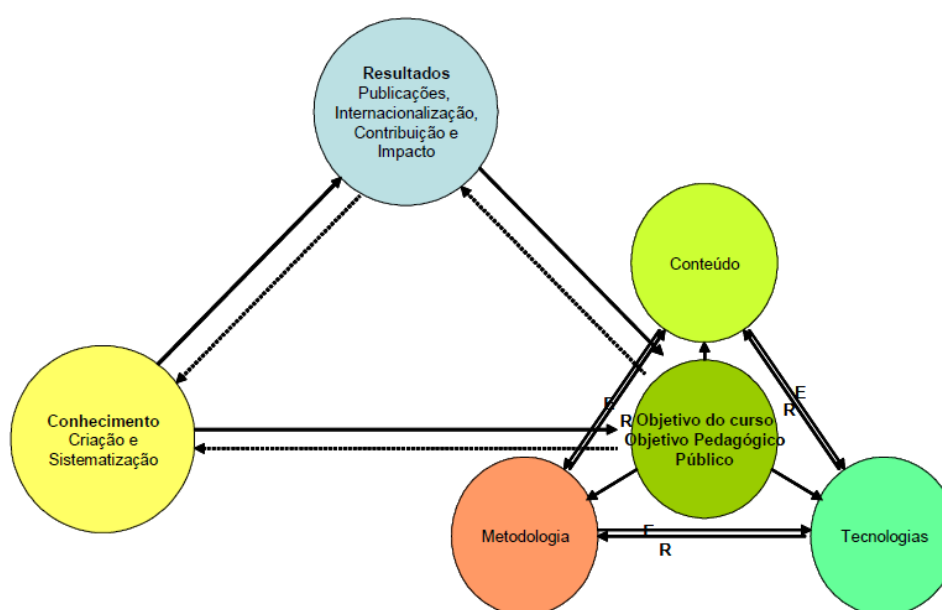 Resultados
Publicações,
Internacionalização,
Contribuição e
Impacto
Conteúdo
E
R
E
R
Objetivo do curso
Objetivo Pedagógico
Público
Conhecimento
Criação e
Sistematização
Metodologia
E
R
Tecnologias